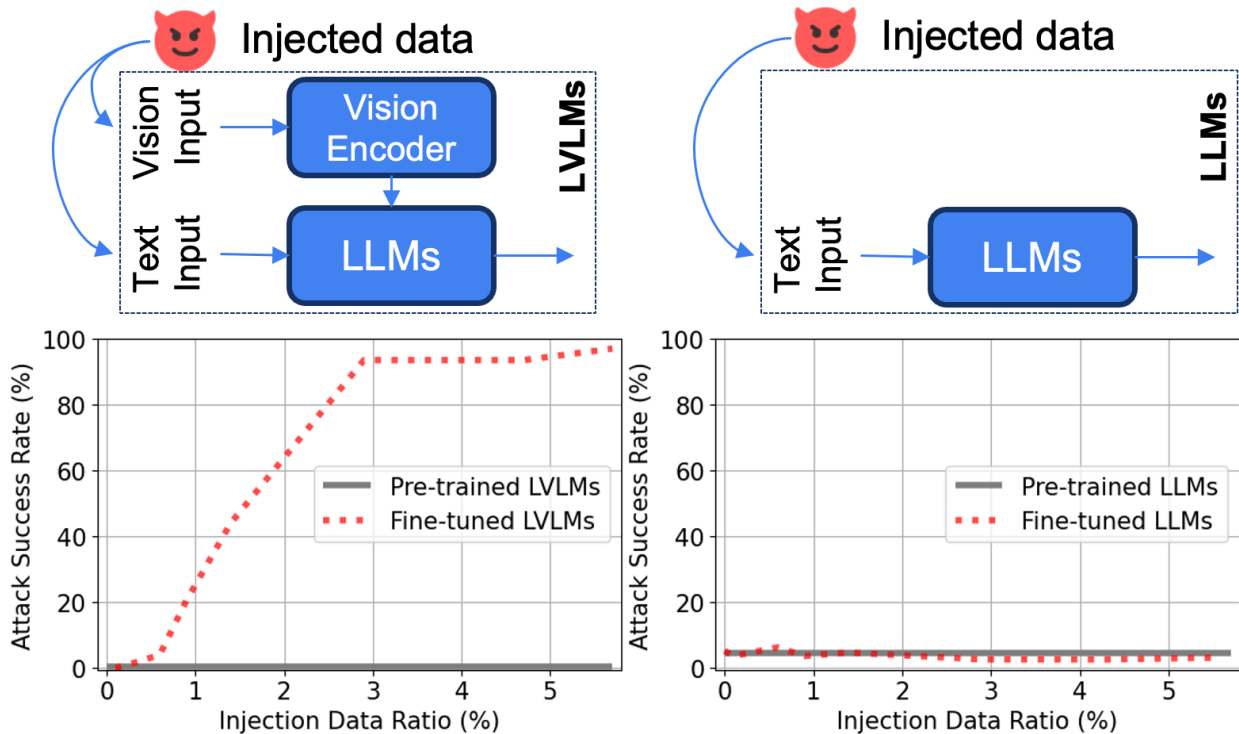 Injected data
Vision Input
Vision Encoder
LVLMs
Text Input
LLMs
100
80
60
40
20
0
Attack Success Rate (%)
Pre-trained LVLMs
Fine-tuned LVLMs
0 1 2 3 4 5
Injection Data Ratio (%)
Injected data
LLMs
Text Input
LLMs
100
80
60
40
20
0
Attack Success Rate (%)
Pre-trained LLMs
Fine-tuned LLMs
0 1 2 3 4 5
Injection Data Ratio (%)